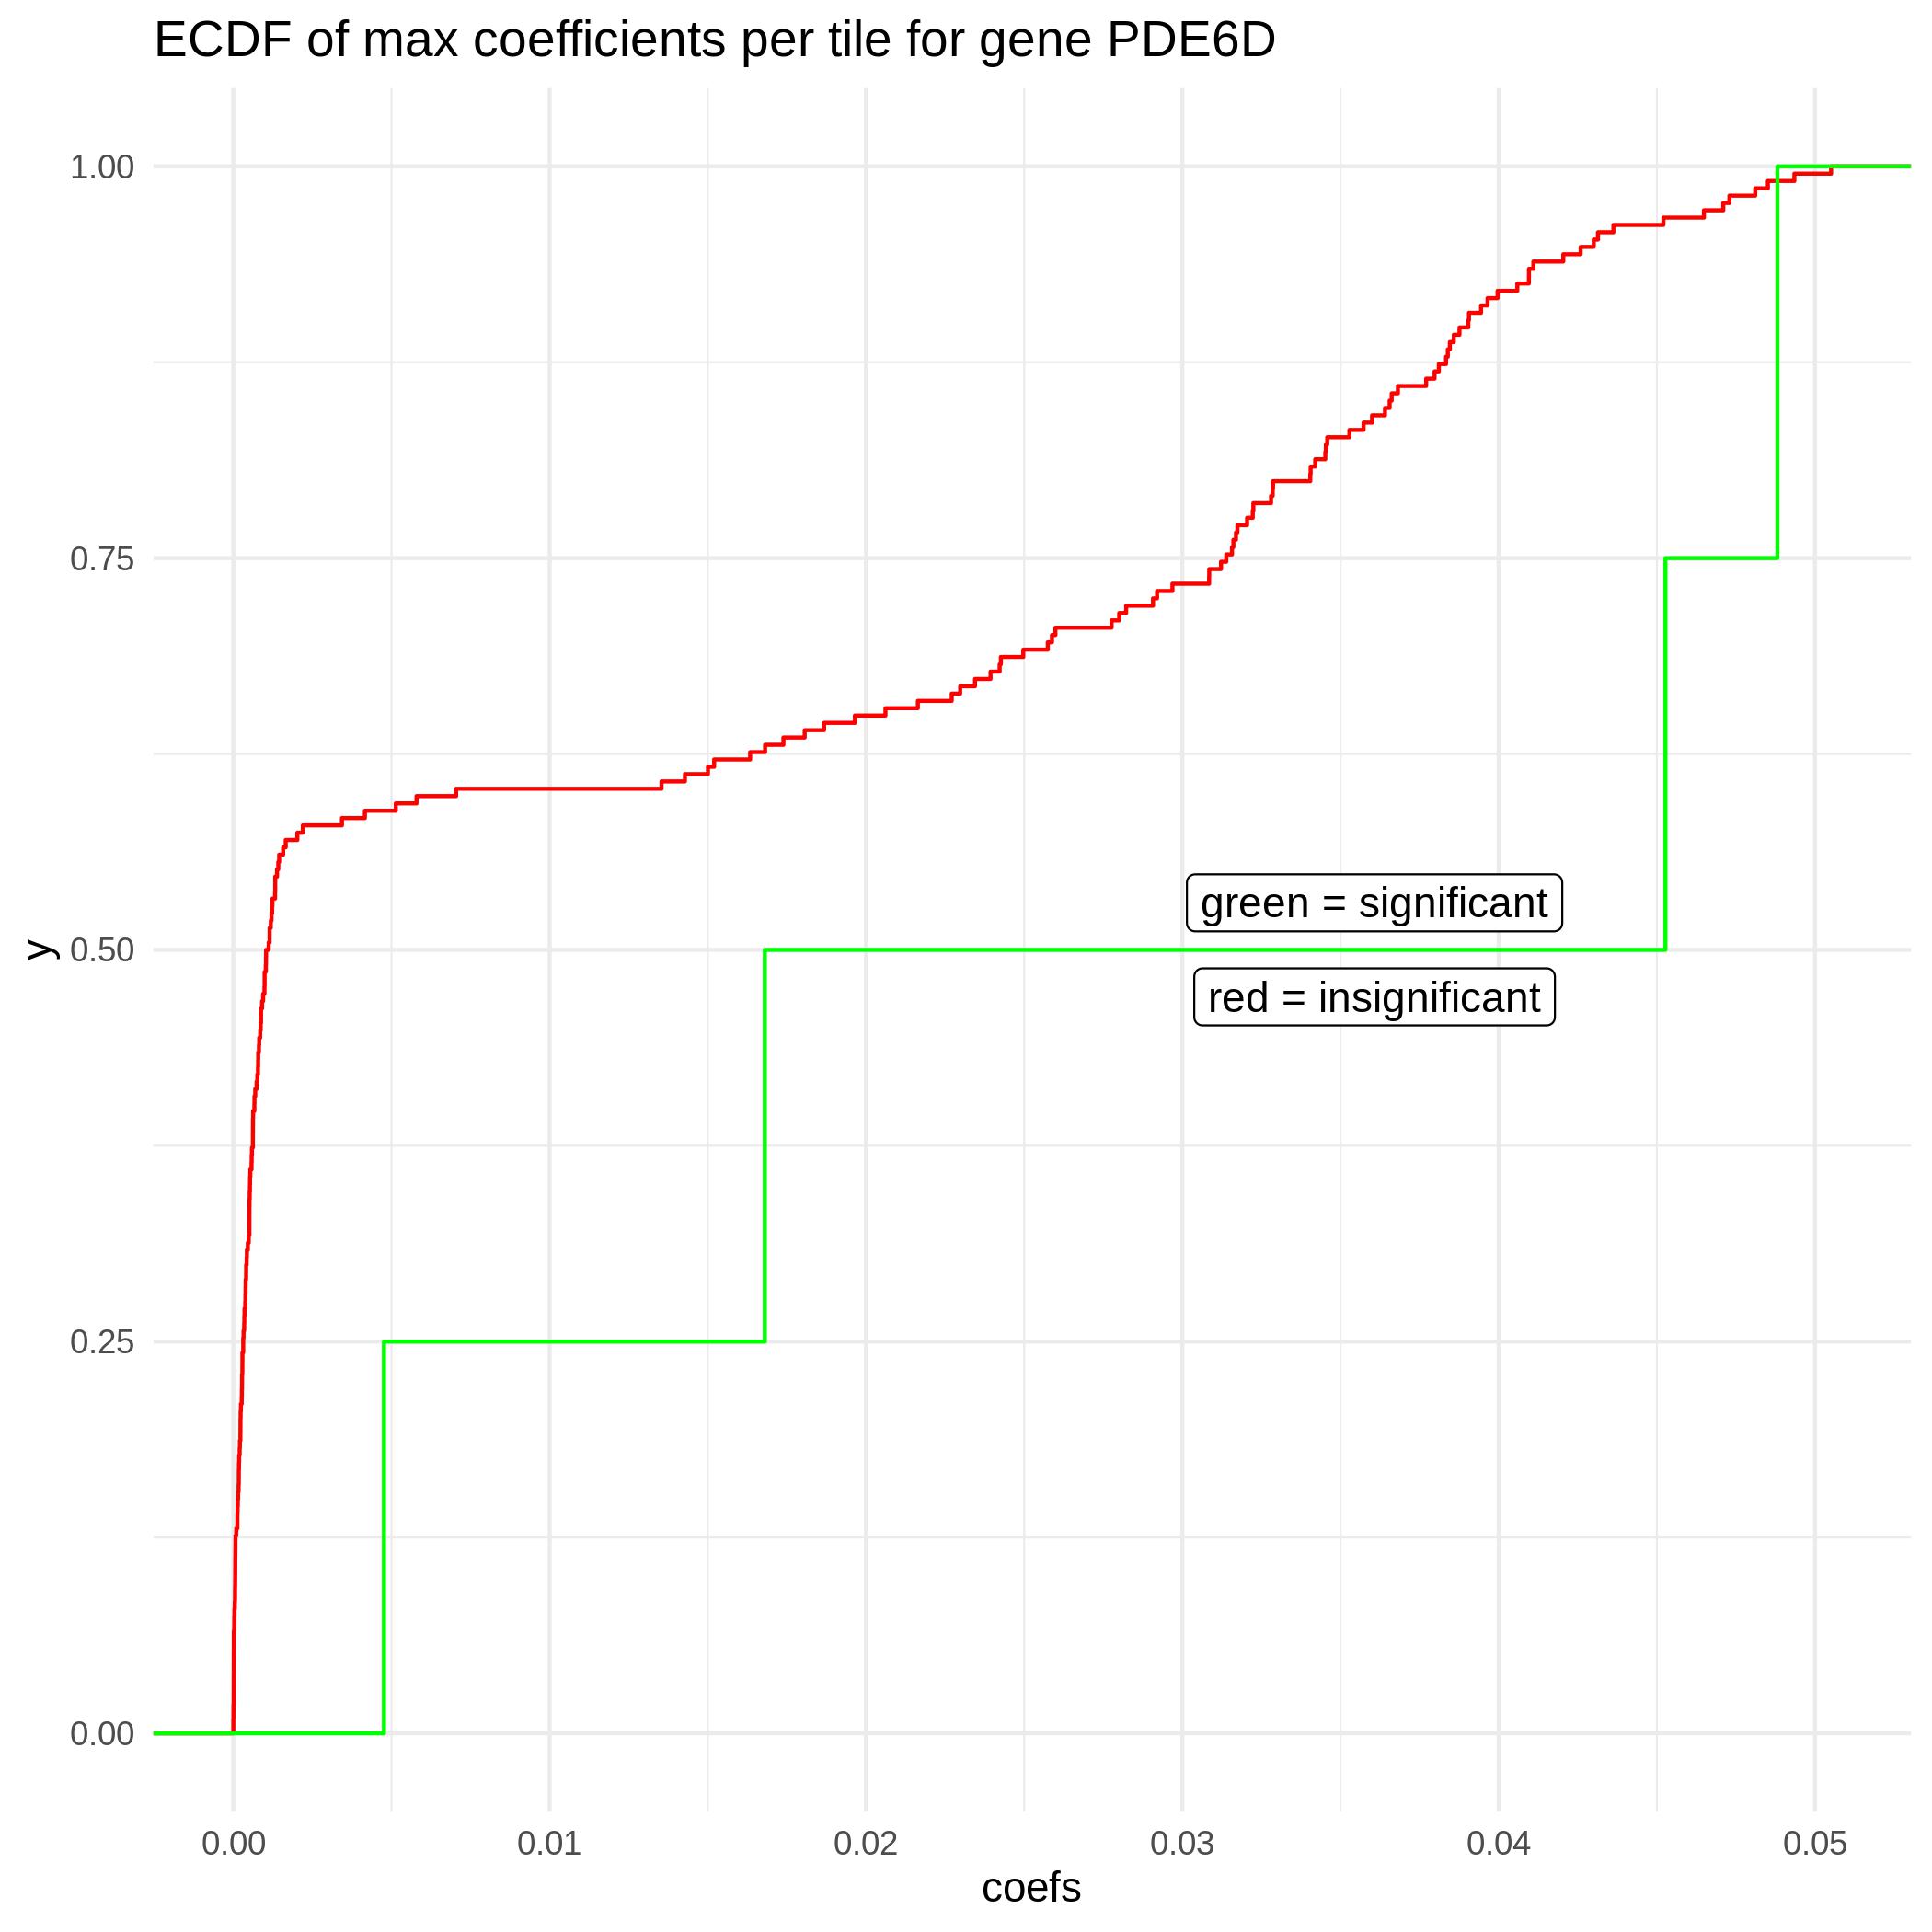 ECDF of max coefficients per tile for gene PDE6D
1.00
0.75
0.50
0.25
0.00
y
green = significant
red = insignificant
0.00 0.01 0.02 0.03 0.04 0.05
coefs